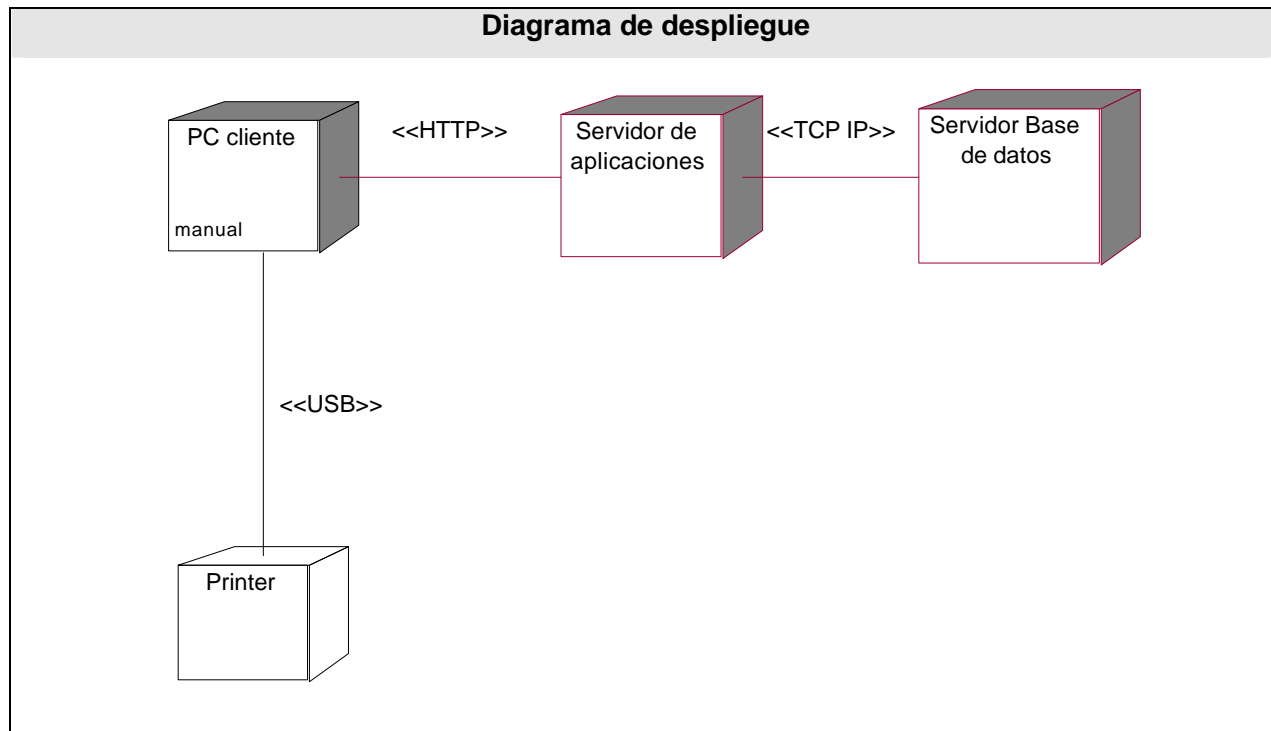 Diagrama de despliegue
PC cliente
manual
<<HTTP>>
Servidor de
aplicaciones
<<TCP IP>>
Servidor Base
de datos
<<USB>>
Printer